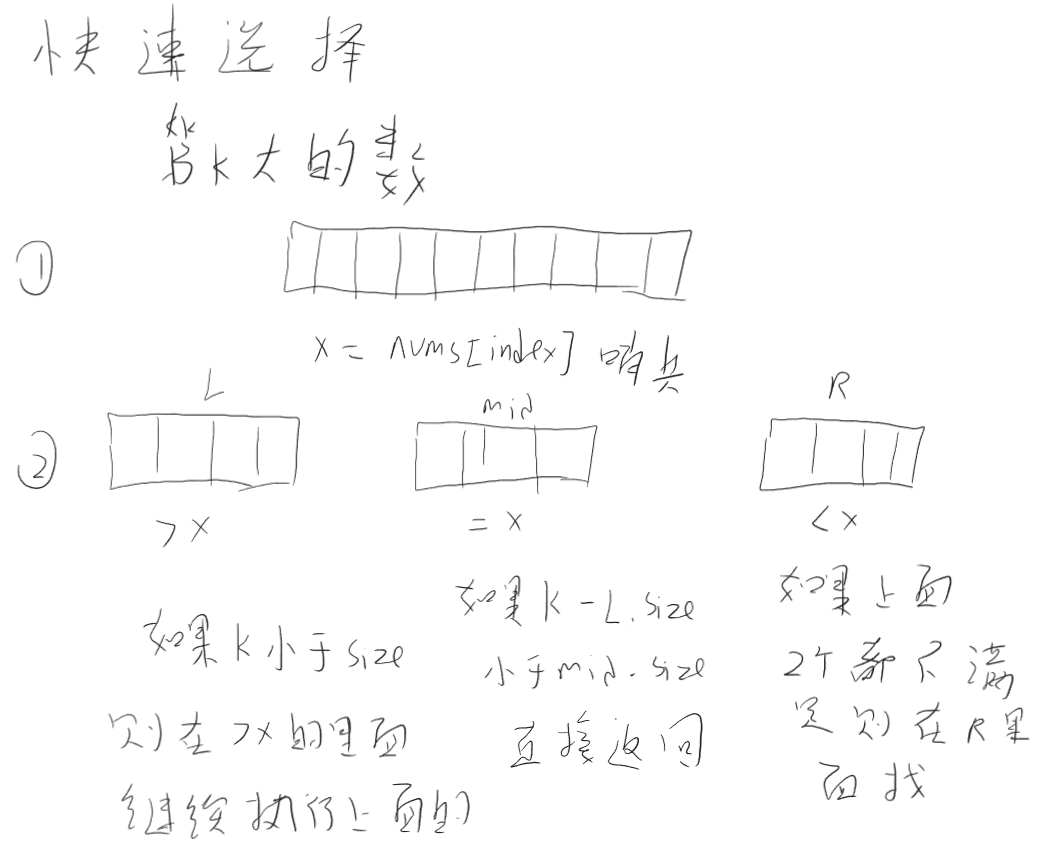 快速选择
第k大的数
①
x = nums[index] 哨兵
②
L
> x
如果k小于size
则在>x的里面
继续执行上面的
mid
= x
如果k-L.size
小于mid.size
直接返回
R
< x
如果上面
2个都不满
足则在R里
面找